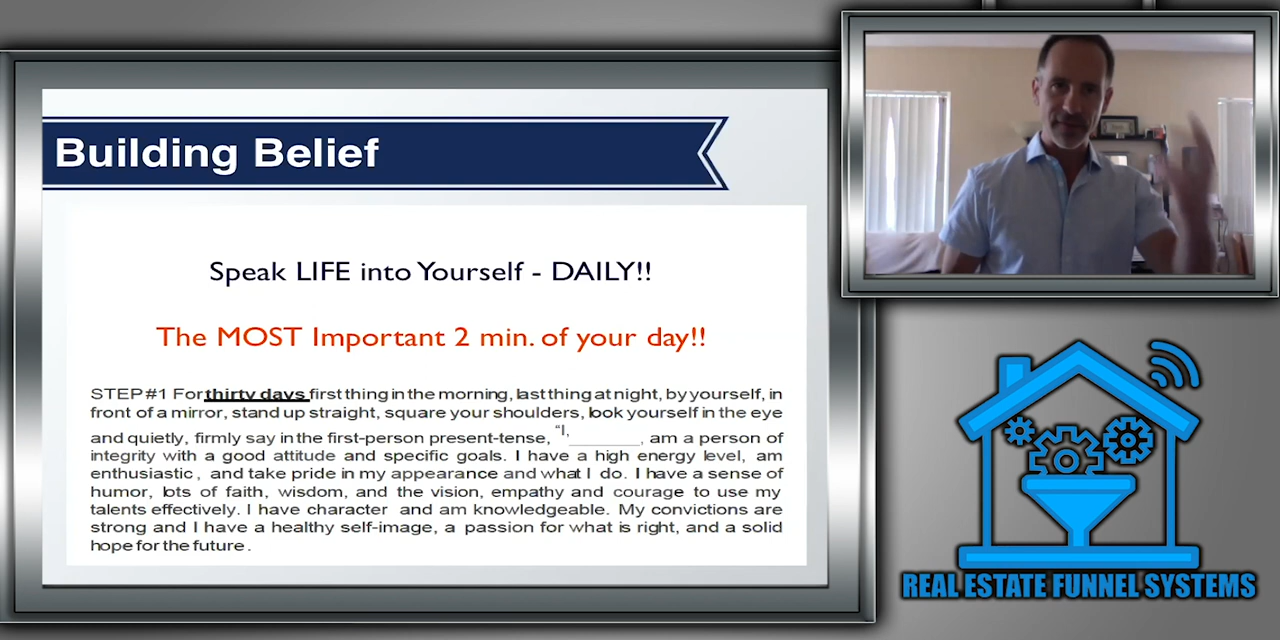 Building Belief
Speak LIFE into Yourself - DAILY!!
The MOST Important 2 min. of your day!!
STEP #1 For thirty days first thing in the morning, last thing at night, by yourself, in
front of a mirror, stand up straight, square your shoulders, look yourself in the eye
and quietly, firmly say in the first-person present-tense, "I,________, am a person of
integrity with a good attitude and specific goals. I have a high energy level, am
enthusiastic, and take pride in my appearance and what I do. I have a sense of
humor, lots of faith, wisdom, and the vision, empathy and courage to use my
talents effectively. I have character and am knowledgeable. My convictions are
strong and I have a healthy self-image, a passion for what is right, and a solid
hope for the future.
REAL ESTATE FUNNEL SYSTEMS